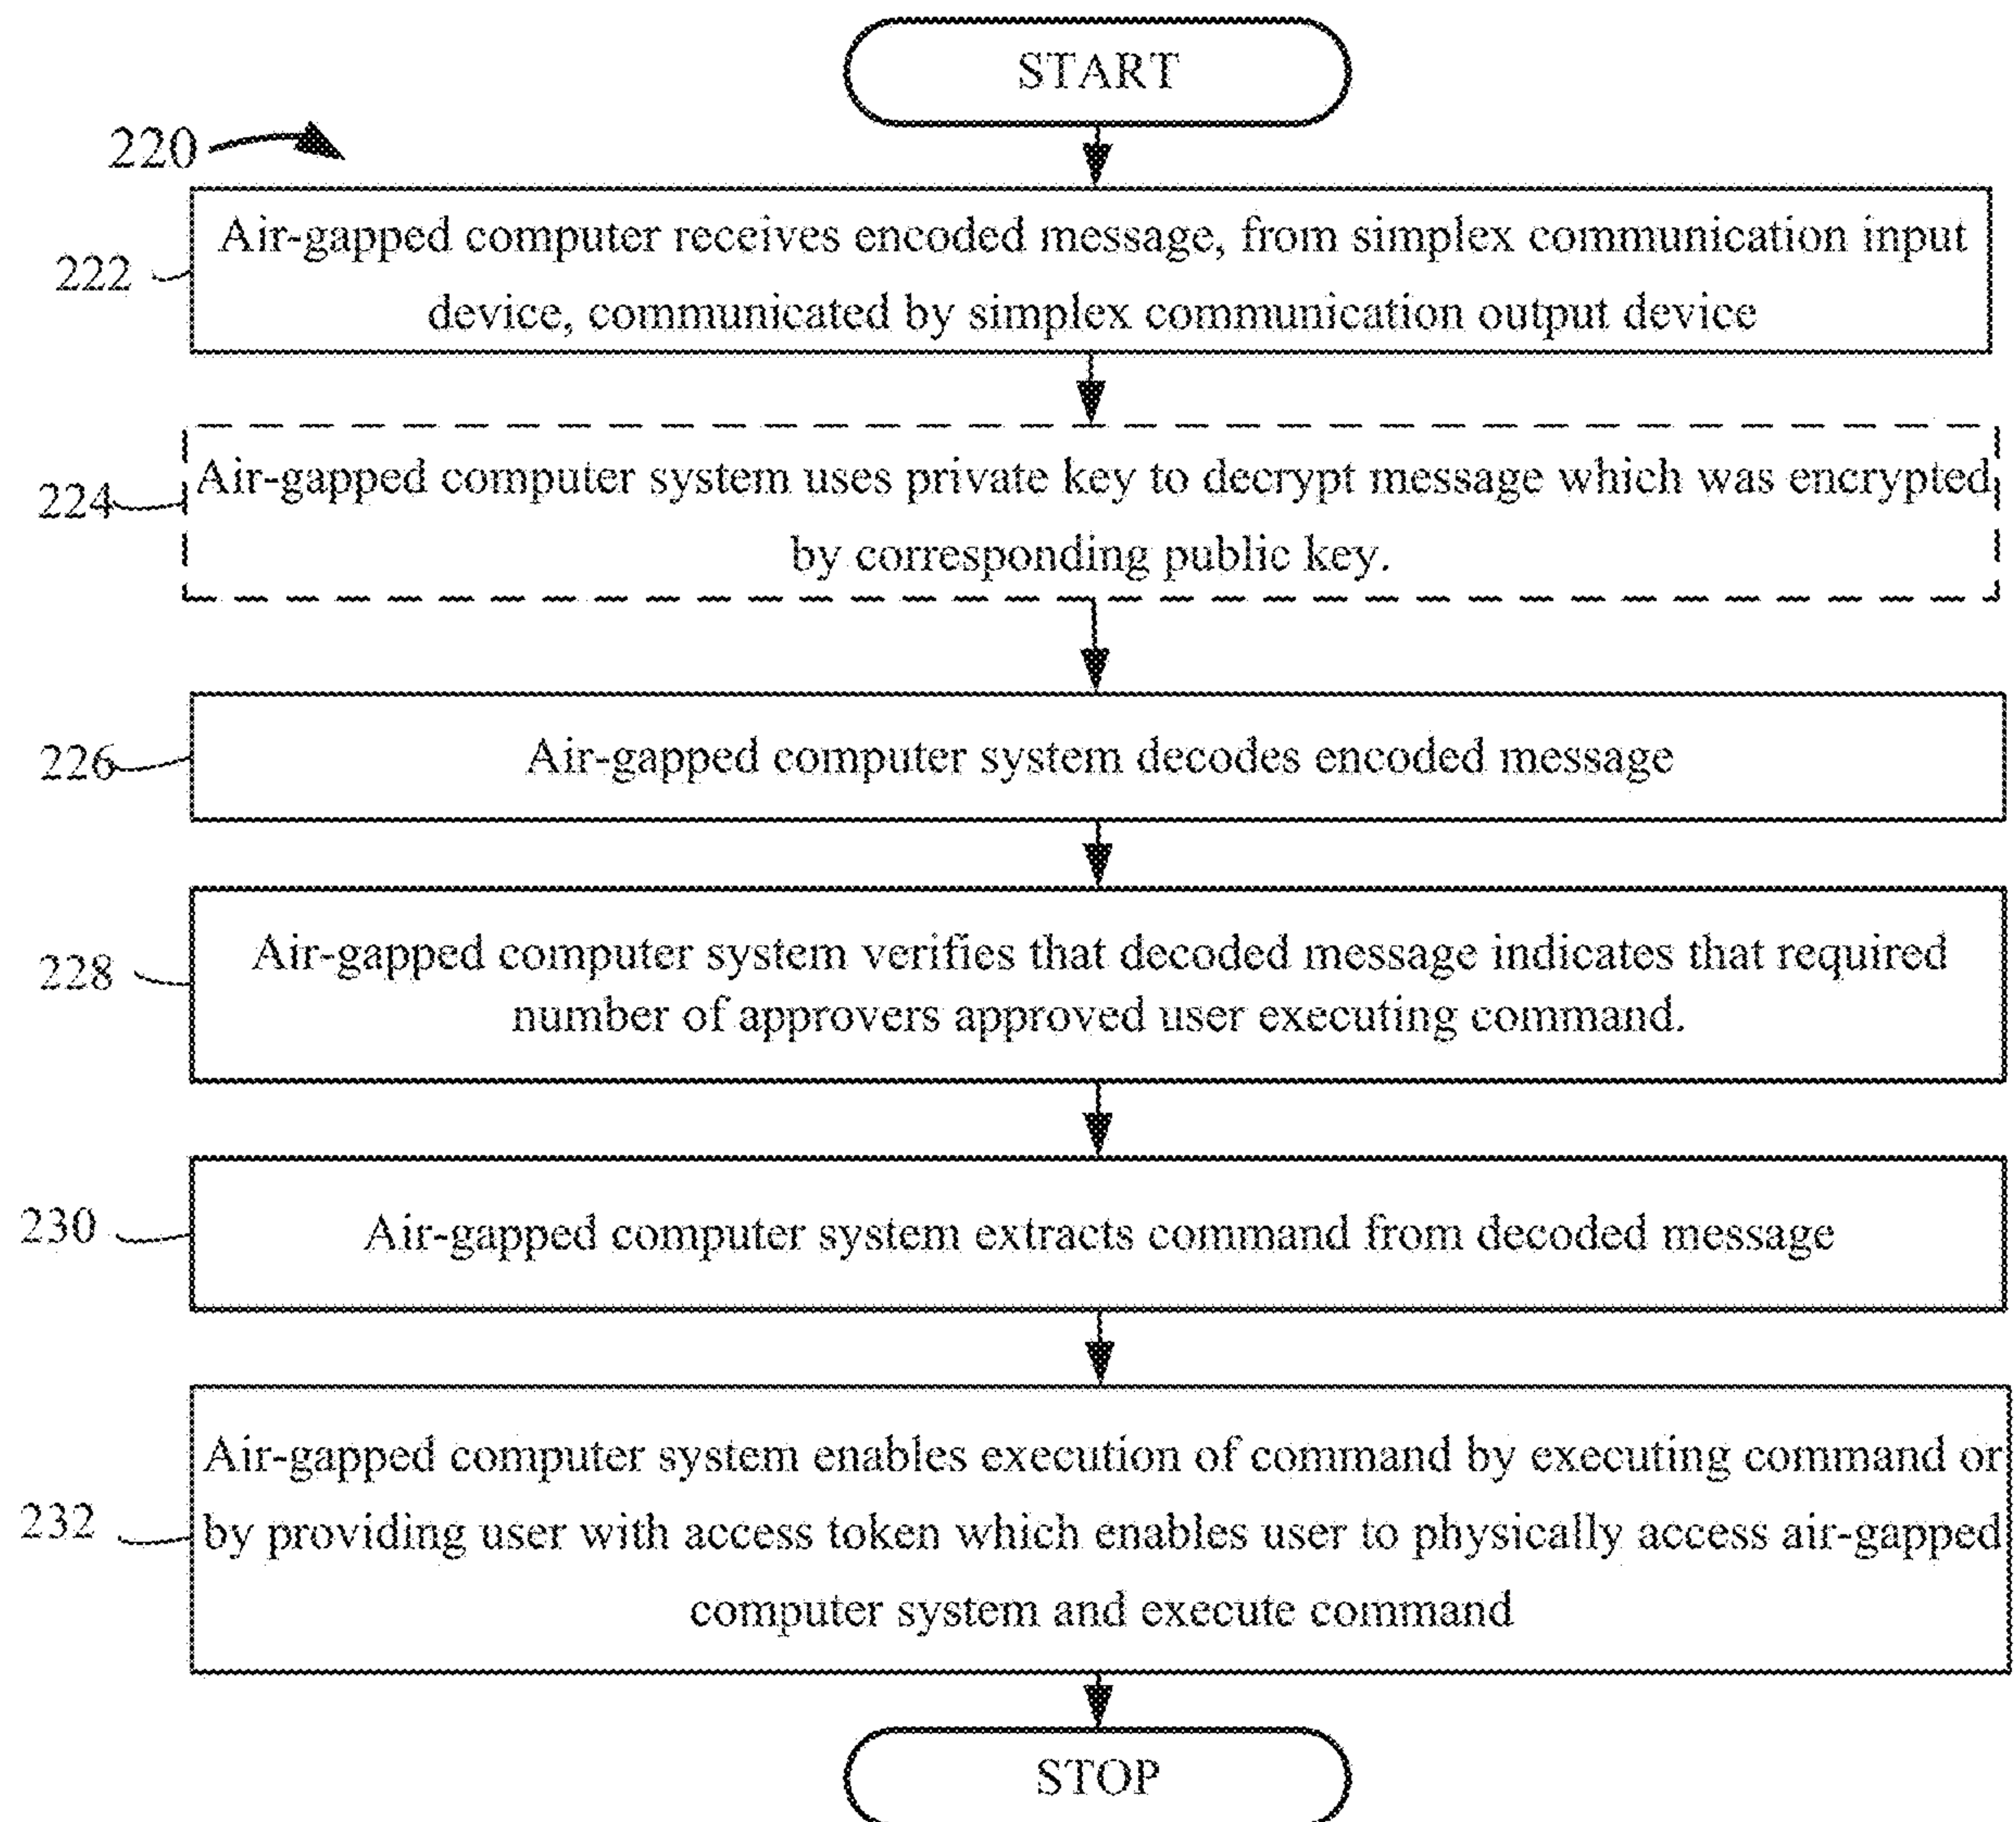 START
220
222
Air-gapped computer receives encoded message, from simplex communication input
device, communicated by simplex communication output device
224
Air-gapped computer system uses private key to decrypt message which was encrypted
by corresponding public key.
226
Air-gapped computer system decodes encoded message
228
Air-gapped computer system verifies that decoded message indicates that required
number of approvers approved user executing command.
230
Air-gapped computer system extracts command from decoded message
232
Air-gapped computer system enables execution of command by executing command or
by providing user with access token which enables user to physically access air-gapped
computer system and execute command
STOP